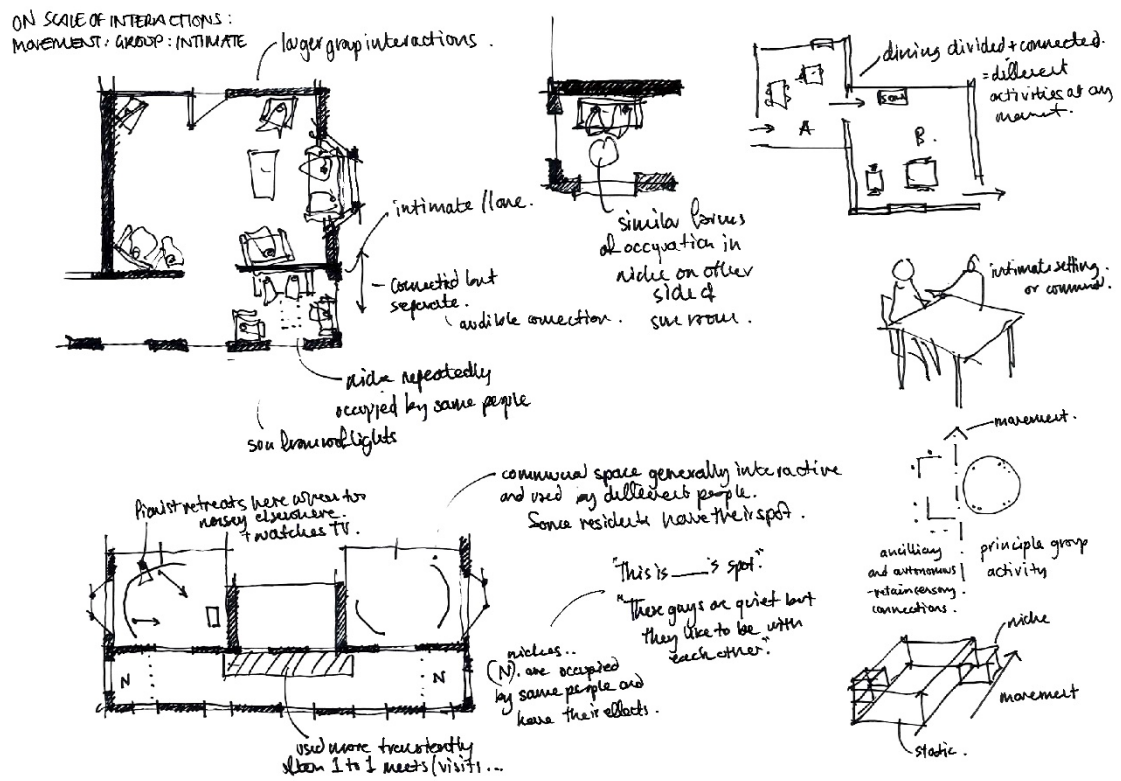 ON SCALE OF INTERACTIONS:
MOVEMENT: GROUP: INTIMATE
larger group interactions.
intimate / lone.
- connected but
separate.
audible connection.
niche repeatedly
occupied by same people
sun from rooflights
similar forms
of occupation in
niche on other
side of
sun room.
dining divided + connected.
= different
activities at any
moment.
A
B.
intimate setting.
or communal.
movement.
ancilliary
and autonomous
- retain sensory
connections.
principle group
activity
niche
movement
static.
Pianist retreats here when too
noisey elsewhere.
+ watches TV.
N
N
used more transiently
often 1 to 1 meets / visits...
communal space generally interactive
and used by different people.
Some residents have their spot.
"This is ___'s spot."
"These guys are quiet but
they like to be with
each other."
niches..
(N). are occupied
by same people and
have their effects.